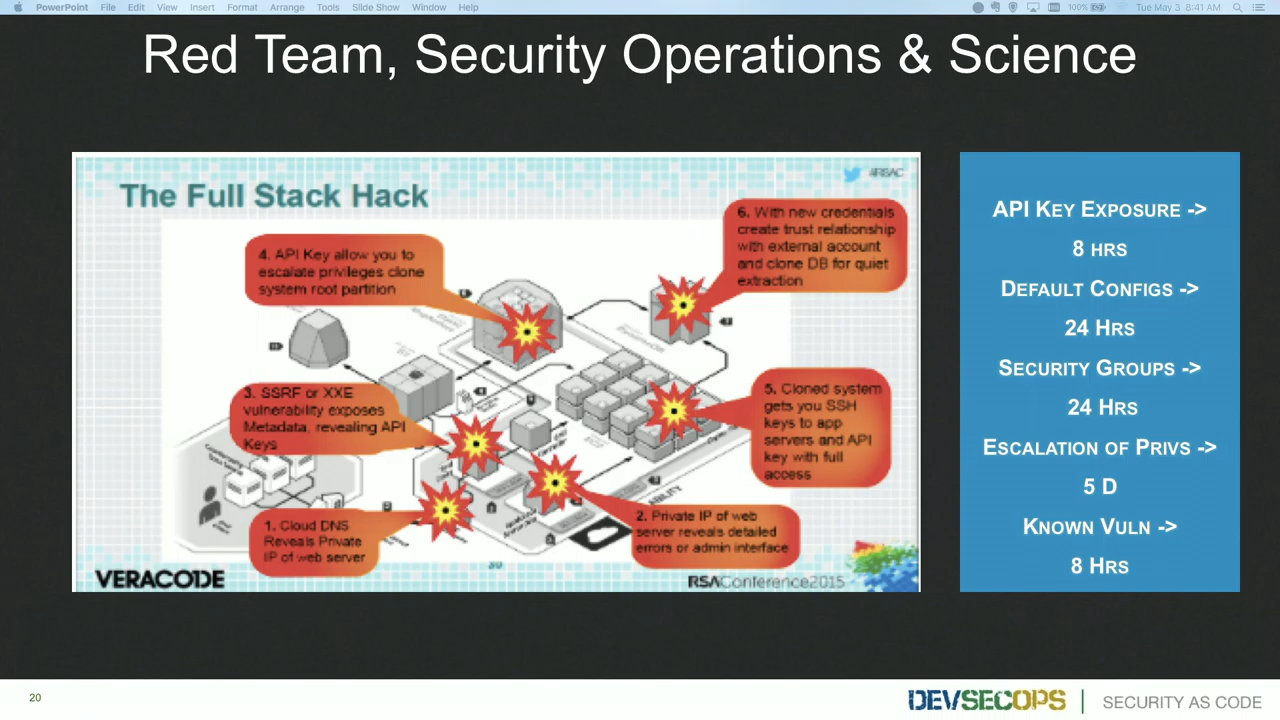 PowerPoint File Edit View Insert Format Arrange Tools Slide Show Window Help 100% Tue May 3 8:41 AM
Red Team, Security Operations & Science
The Full Stack Hack
#RSAC
6. With new credentials
create trust relationship
with external account
and clone DB for quiet
extraction
4. API Key allow you to
escalate privileges clone
system root partition
3. SSRF or XXE
vulnerability exposes
Metadata, revealing API
Keys
5. Cloned system
gets you SSH
keys to app
servers and API
key with full
access
1. Cloud DNS
Reveals Private
IP of web server
2. Private IP of web
server reveals detailed
errors or admin interface
VERACODE
RSAConference2015
API Key Exposure ->
8 hrs
Default Configs ->
24 Hrs
Security Groups ->
24 Hrs
Escalation of Privs ->
5 D
Known Vuln ->
8 Hrs
20
DEVSECOPS | SECURITY AS CODE